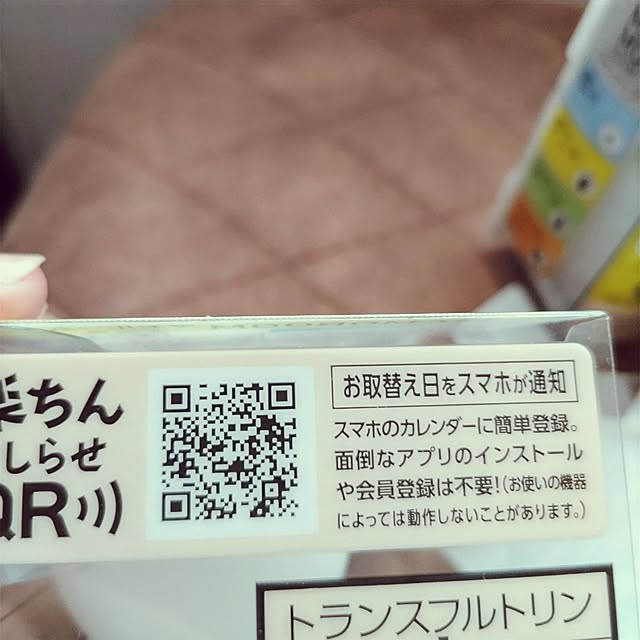 楽ちん
しらせ
QR
お取替え日をスマホが通知
スマホのカレンダーに簡単登録。
面倒なアプリのインストール
や会員登録は不要!(お使いの機器
によっては動作しないことがあります。)
トランスフルトリン